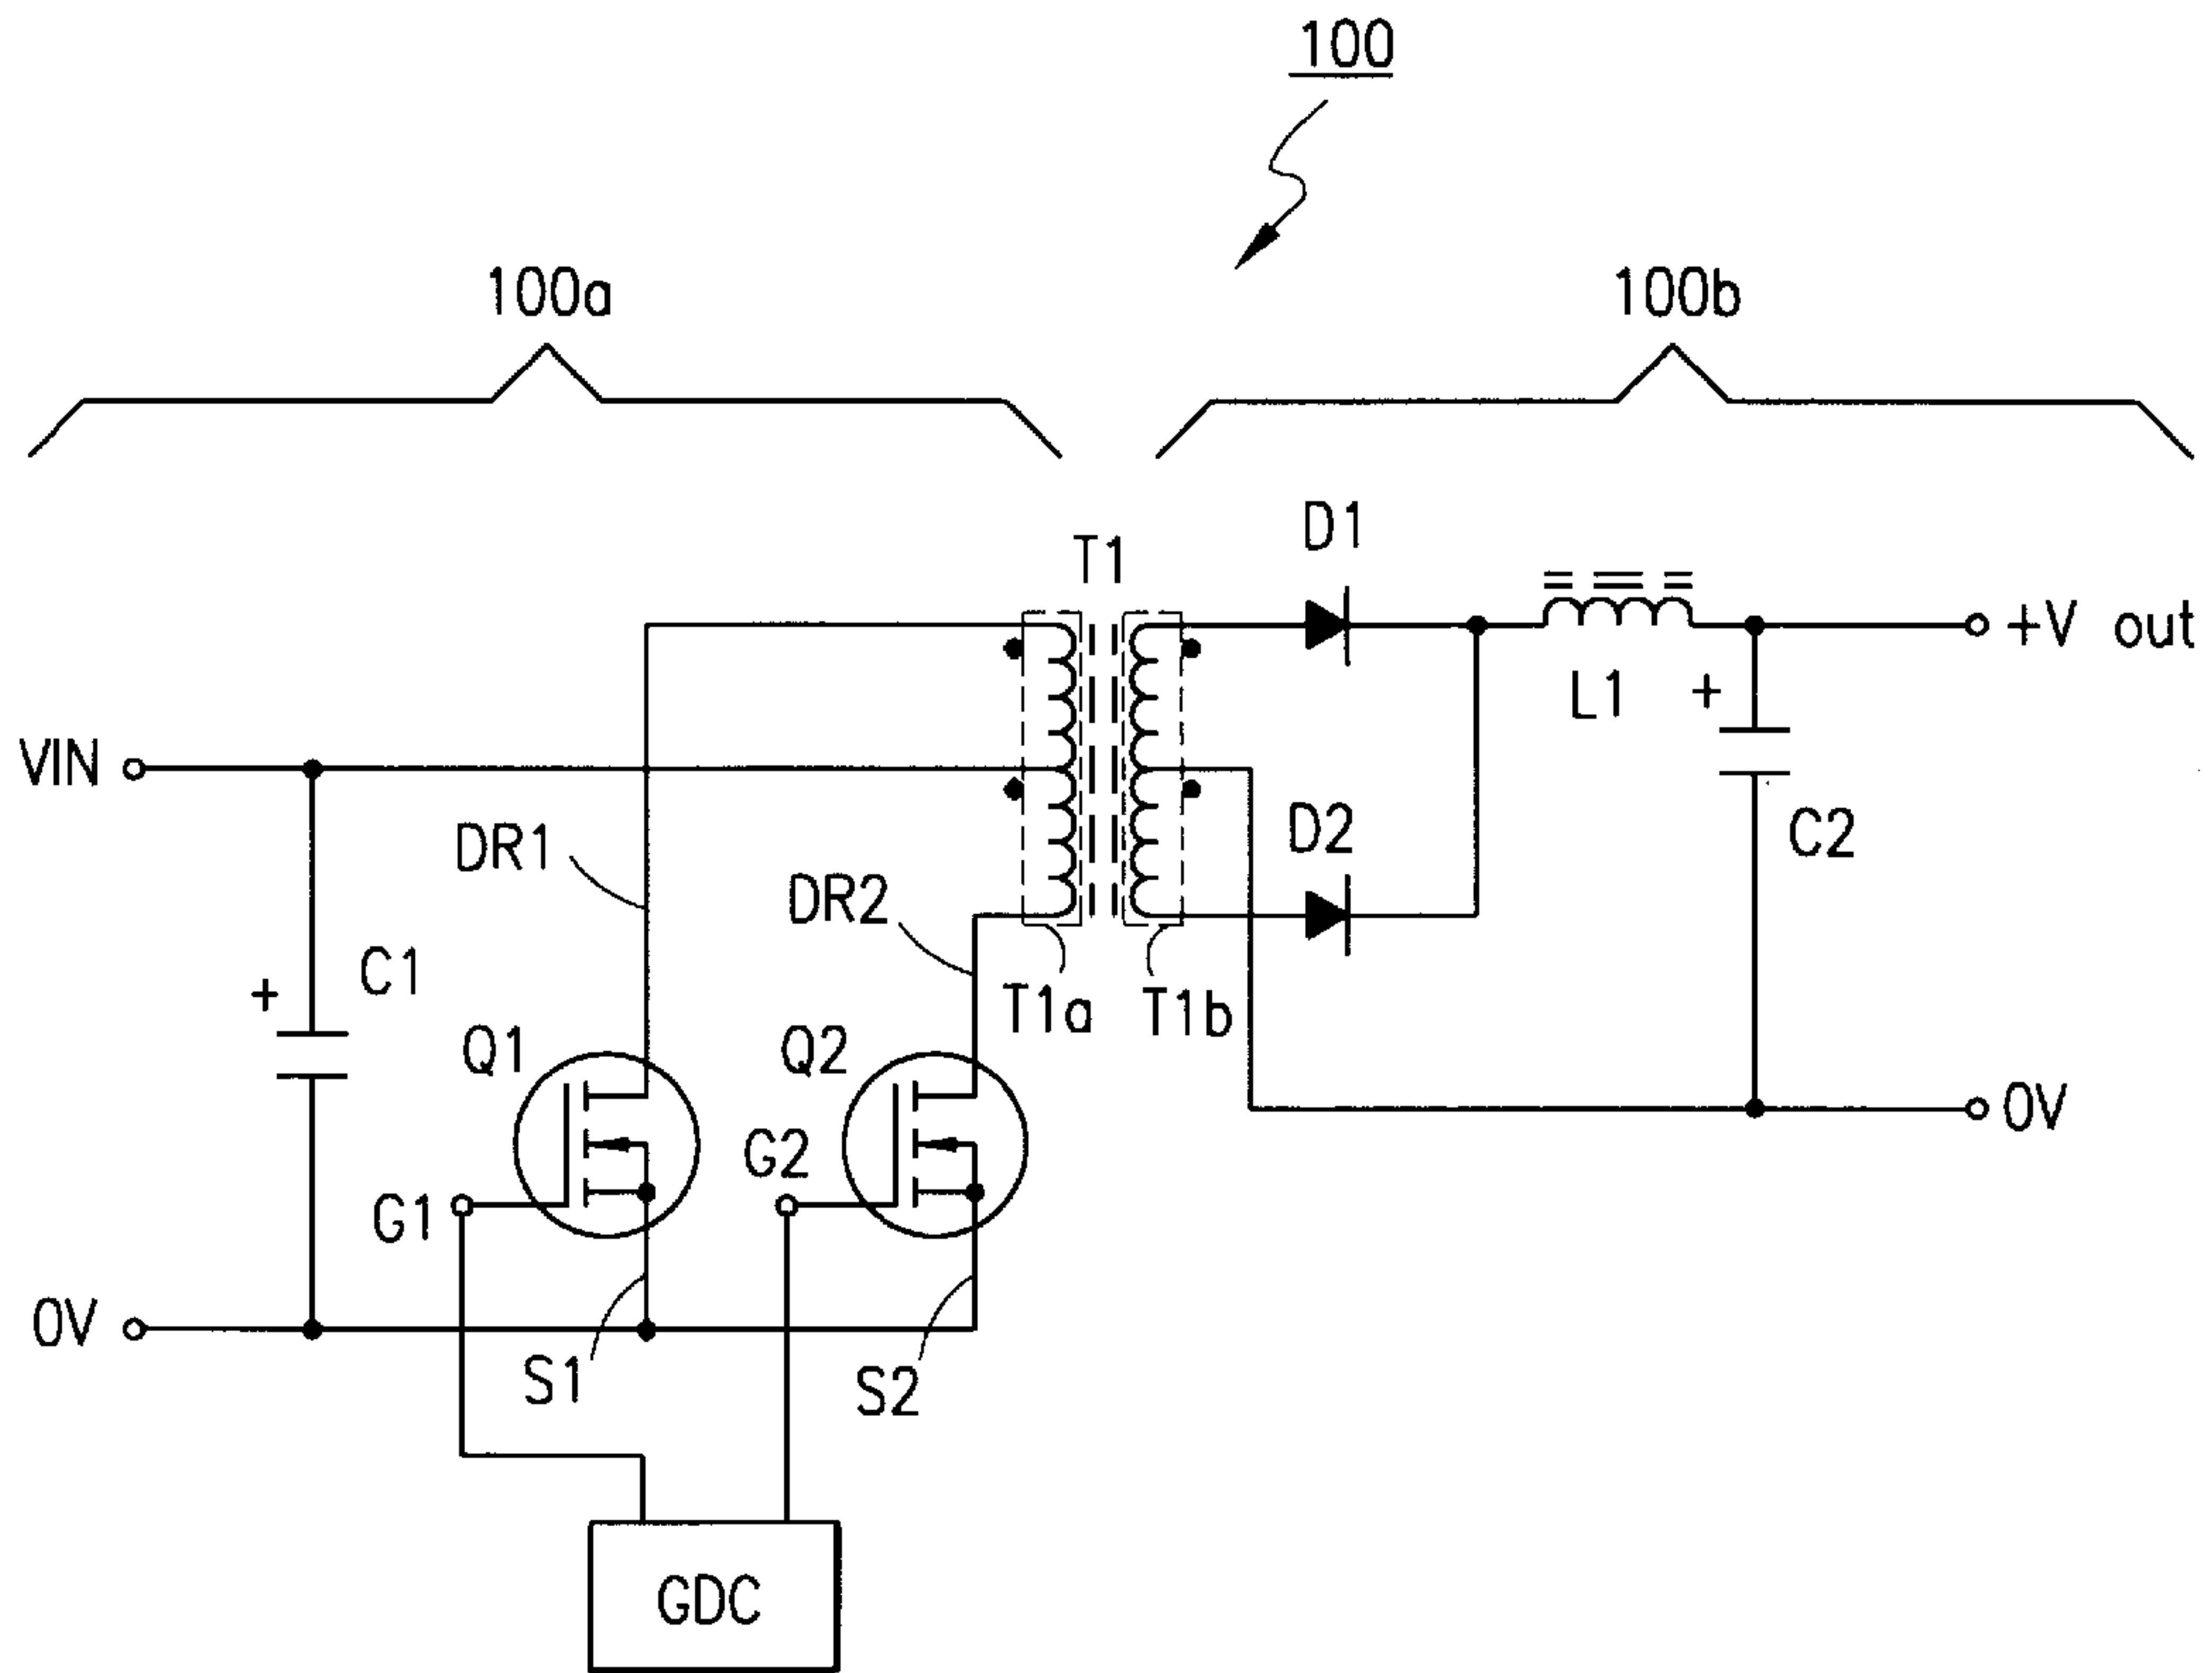 100
100a
100b
T1
D1
+V out
L1
+
VIN
DR1
D2
C2
DR2
C1
+
T1a
T1b
Q1
Q2
G2
0V
G1
0V
S1
S2
GDC